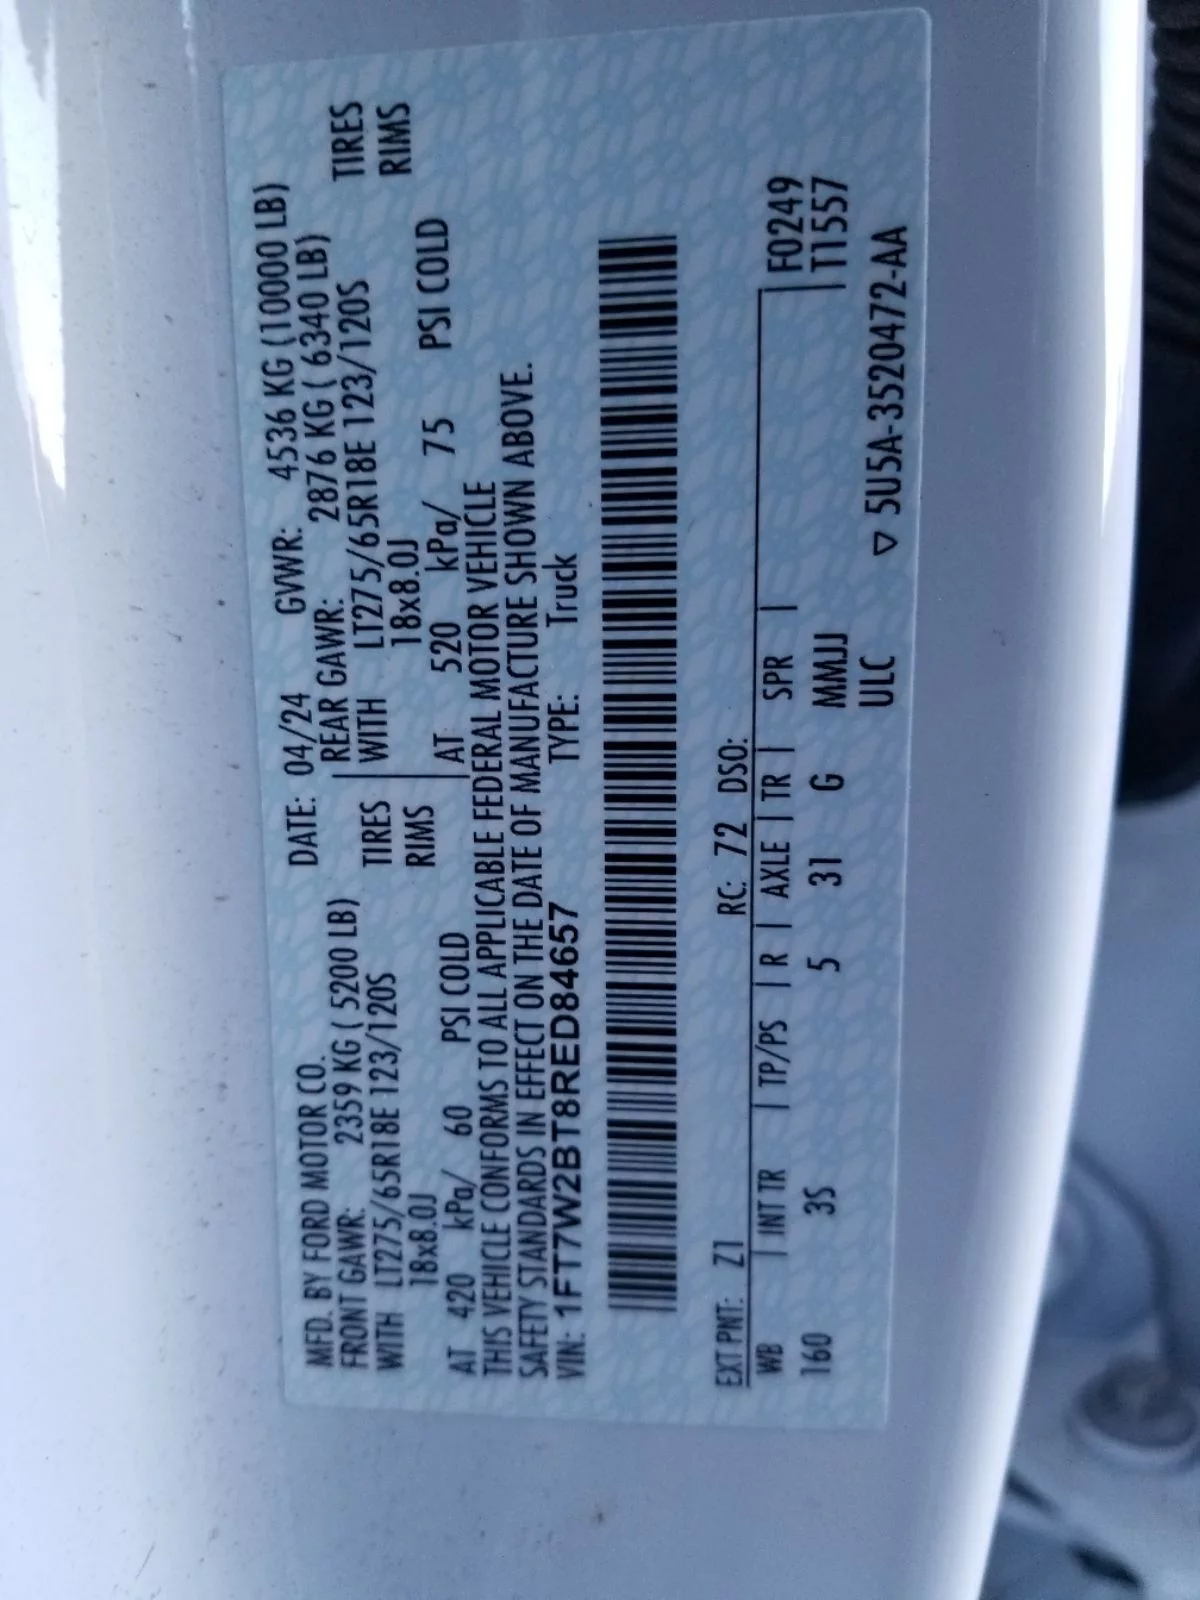 MFD. BY FORD MOTOR CO.
DATE: 04/24 GVWR: 4536 KG (10000 LB)
FRONT GAWR: 2359 KG ( 5200 LB) REAR GAWR: 2876 KG ( 6340 LB)
WITH LT275/65R18E 123/120S TIRES WITH LT275/65R18E 123/120S TIRES
18x8.0J RIMS 18x8.0J RIMS
AT 420 kPa/ 60 PSI COLD AT 520 kPa/ 75 PSI COLD
THIS VEHICLE CONFORMS TO ALL APPLICABLE FEDERAL MOTOR VEHICLE
SAFETY STANDARDS IN EFFECT ON THE DATE OF MANUFACTURE SHOWN ABOVE.
VIN: 1FT7W2BT8RED84657 TYPE: Truck
EXT PNT: Z1 RC: 72 DSO:
WB | INT TR | TP/PS | R | AXLE | TR | SPR | F0249
160 3S 5 31 G MMJJ T1557
ULC ▽ 5U5A-3520472-AA